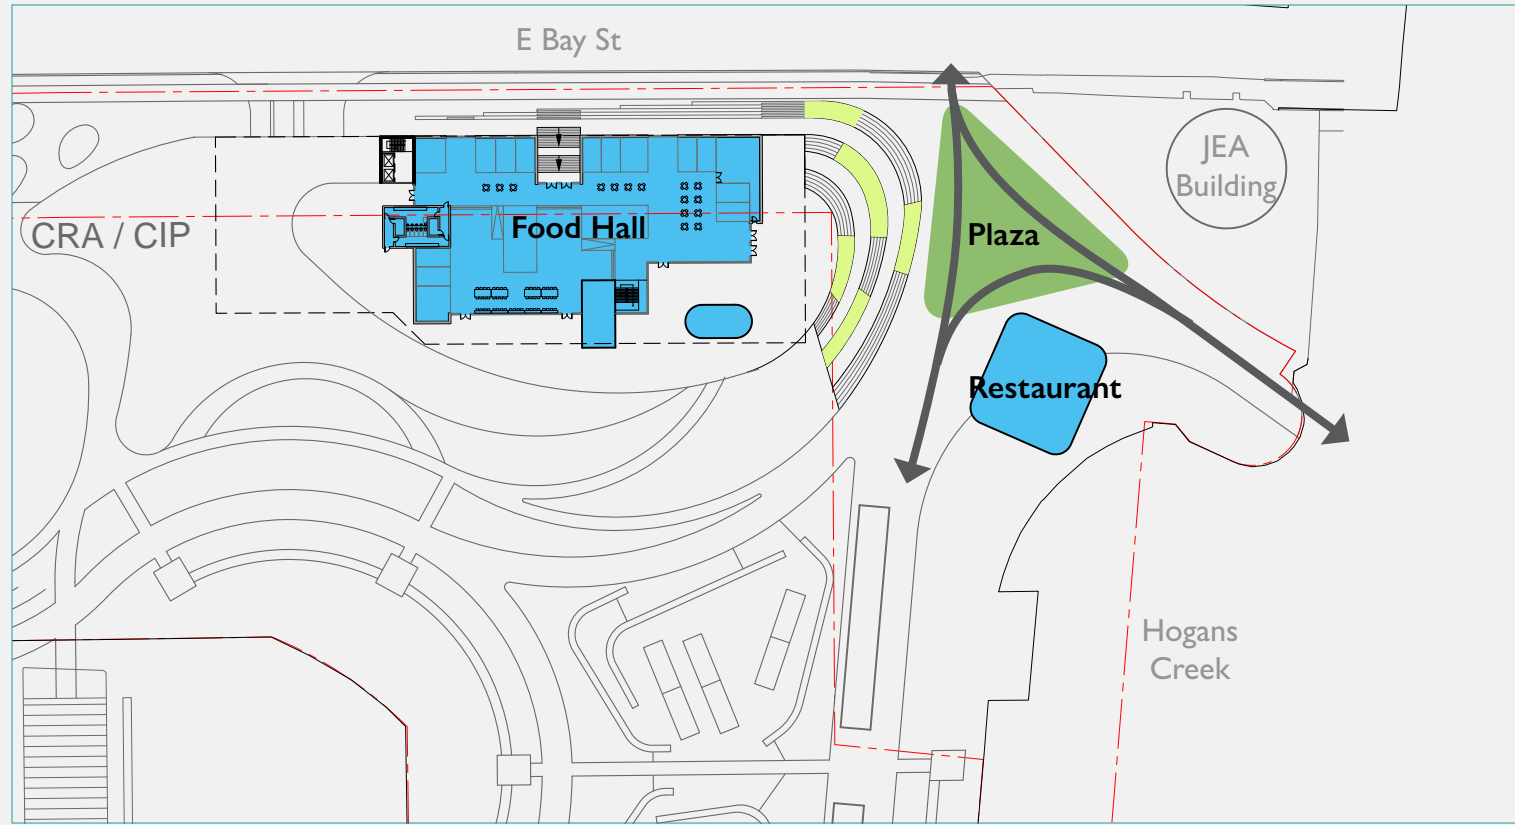 E Bay St
JEA
Building
CRA / CIP
Food Hall
Plaza
Restaurant
Hogans
Creek